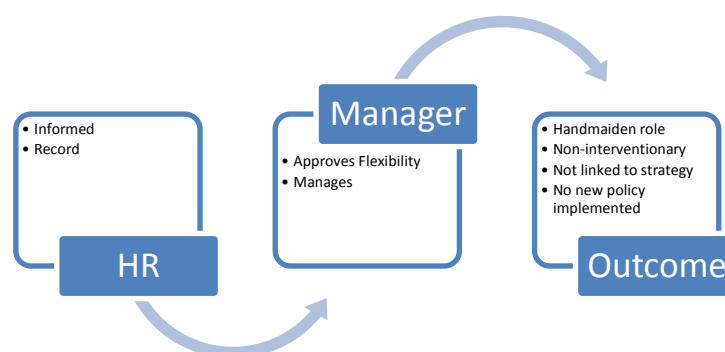 • Informed
• Record
HR
Manager
• Approves Flexibility
• Manages
• Handmaiden role
• Non-interventionary
• Not linked to strategy
• No new policy
implemented
Outcome